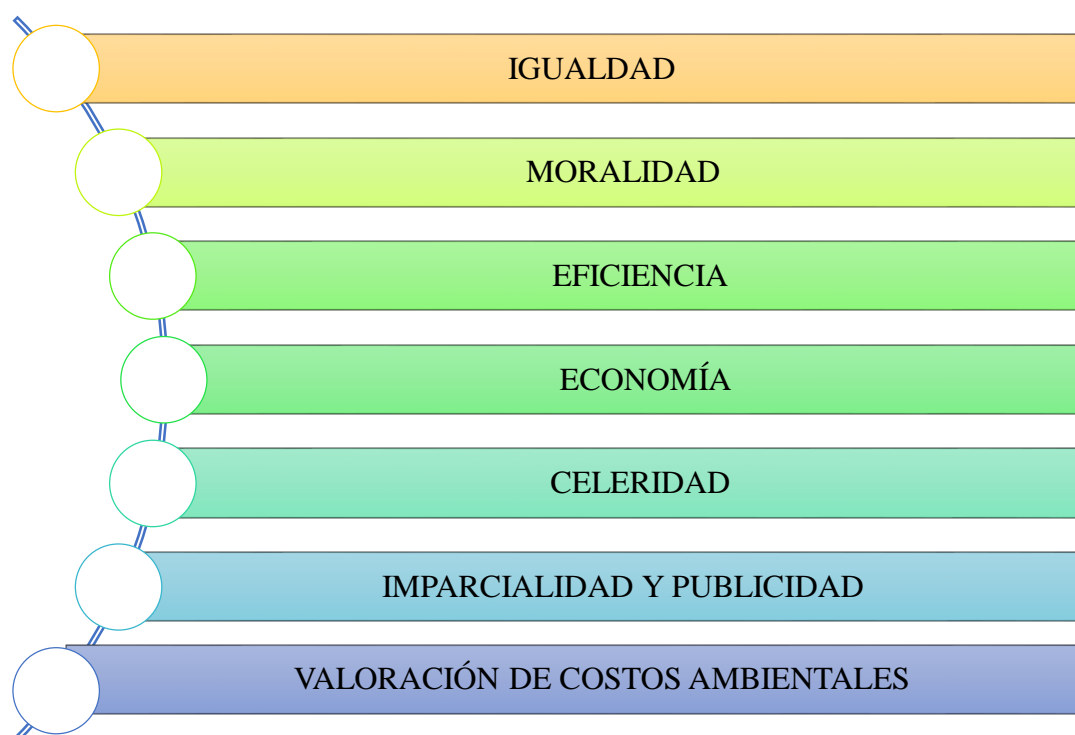 IGUALDAD
MORALIDAD
EFICIENCIA
ECONOMÍA
CELERIDAD
IMPARCIALIDAD Y PUBLICIDAD
VALORACIÓN DE COSTOS AMBIENTALES